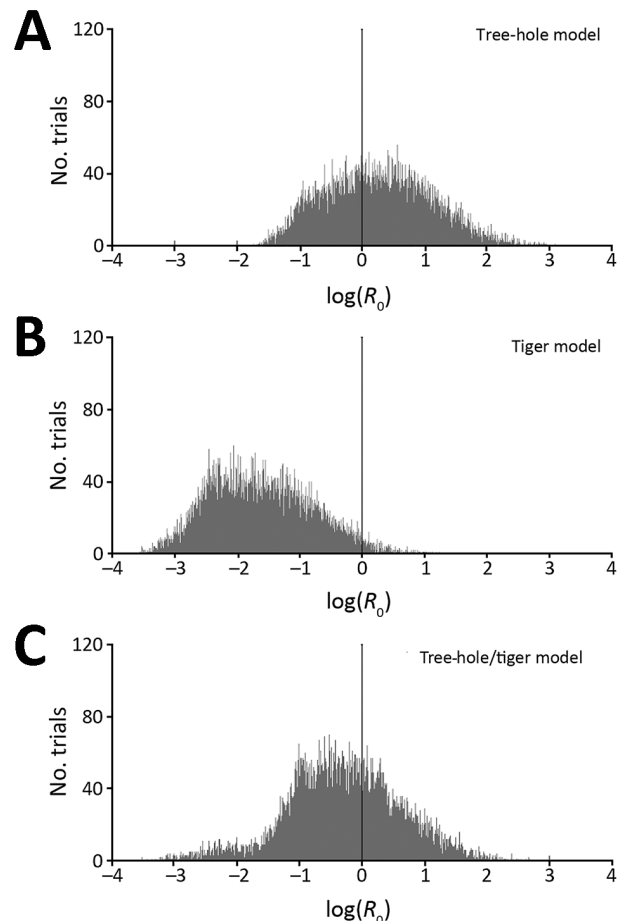 A
Tree-hole model
No. trials
120
80
40
0
–4 –3 –2 –1 0 1 2 3 4
log(R0)
B
Tiger model
No. trials
120
80
40
0
–4 –3 –2 –1 0 1 2 3 4
log(R0)
C
Tree-hole/tiger model
No. trials
120
80
40
0
–4 –3 –2 –1 0 1 2 3 4
log(R0)